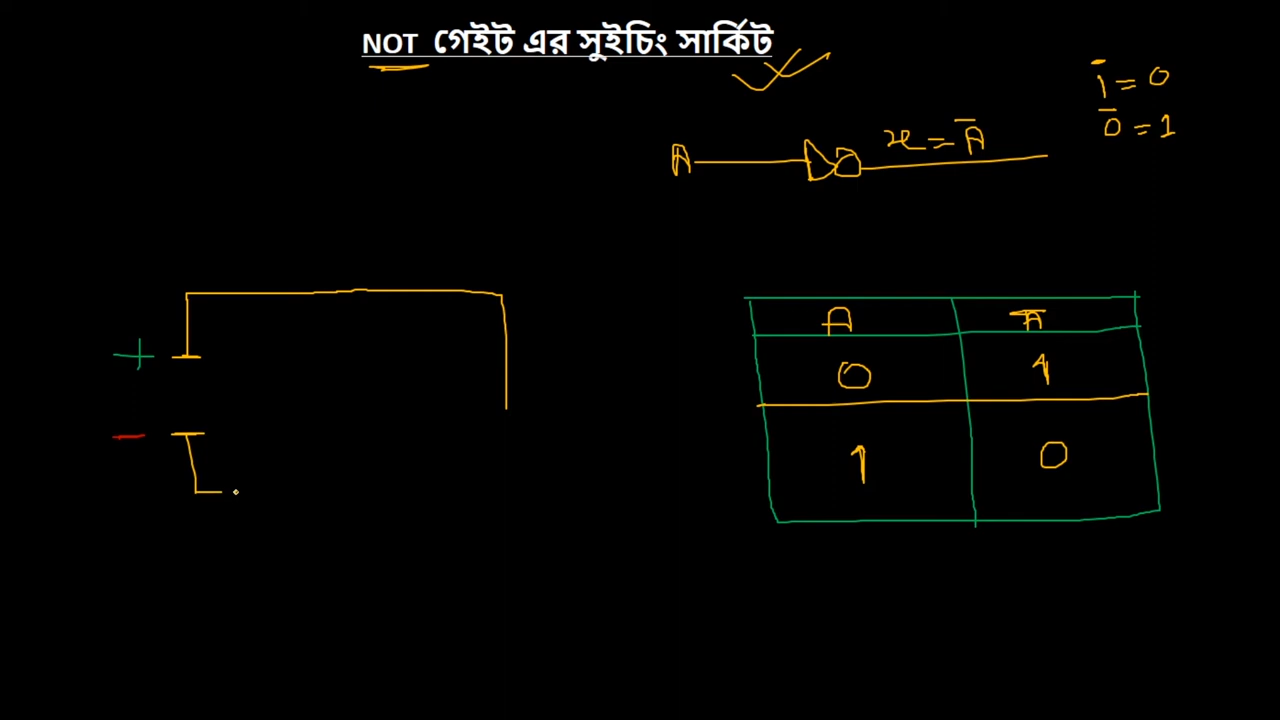 NOT গেইট এর সুইচিং সার্কিট
1̅ = 0
0̅ = 1
A x = A̅
A A̅
0 1
1 0
+
-